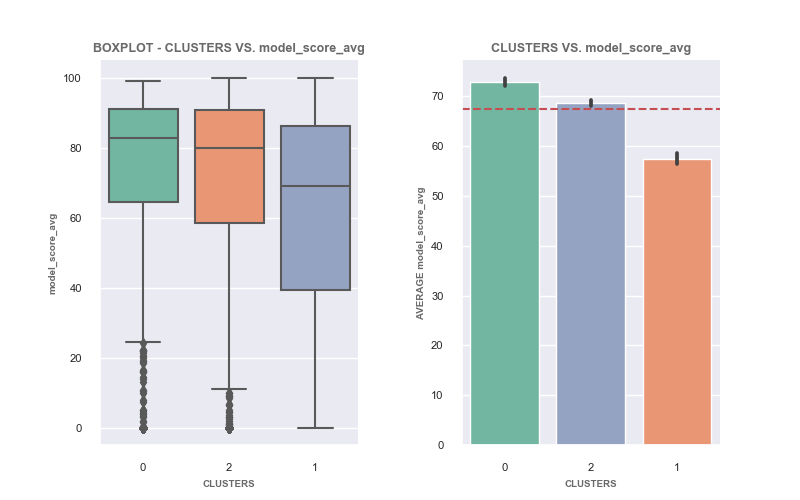 BOXPLOT - CLUSTERS VS. model_score_avg
100
80
60
40
20
0
model_score_avg
0 2 1
CLUSTERS
CLUSTERS VS. model_score_avg
70
60
50
40
30
20
10
0
AVERAGE model_score_avg
0 2 1
CLUSTERS